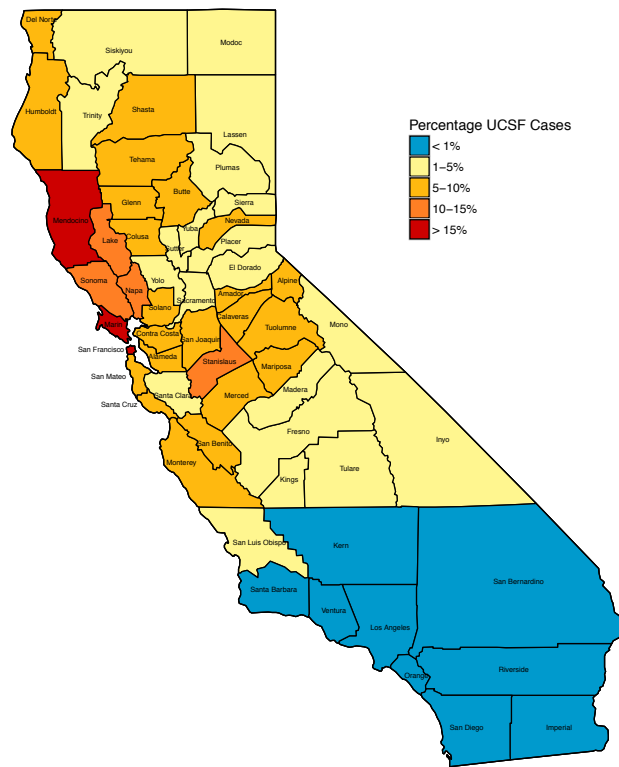 Del Norte
Siskiyou
Modoc
Humboldt
Trinity
Shasta
Lassen
Percentage UCSF Cases
< 1%
1–5%
5–10%
10–15%
> 15%
Tehama
Plumas
Butte
Glenn
Sierra
Mendocino
Nevada
Yuba
Colusa
Lake
Placer
Sutter
El Dorado
Sonoma
Yolo
Alpine
Napa
Amador
Sacramento
Solano
Calaveras
Mono
Marin
Tuolumne
Contra Costa
San Joaquin
San Francisco
Alameda
Stanislaus
Mariposa
San Mateo
Madera
Santa Clara
Merced
Santa Cruz
Fresno
Inyo
San Benito
Monterey
Tulare
Kings
San Luis Obispo
Kern
San Bernardino
Santa Barbara
Ventura
Los Angeles
Riverside
Orange
San Diego
Imperial